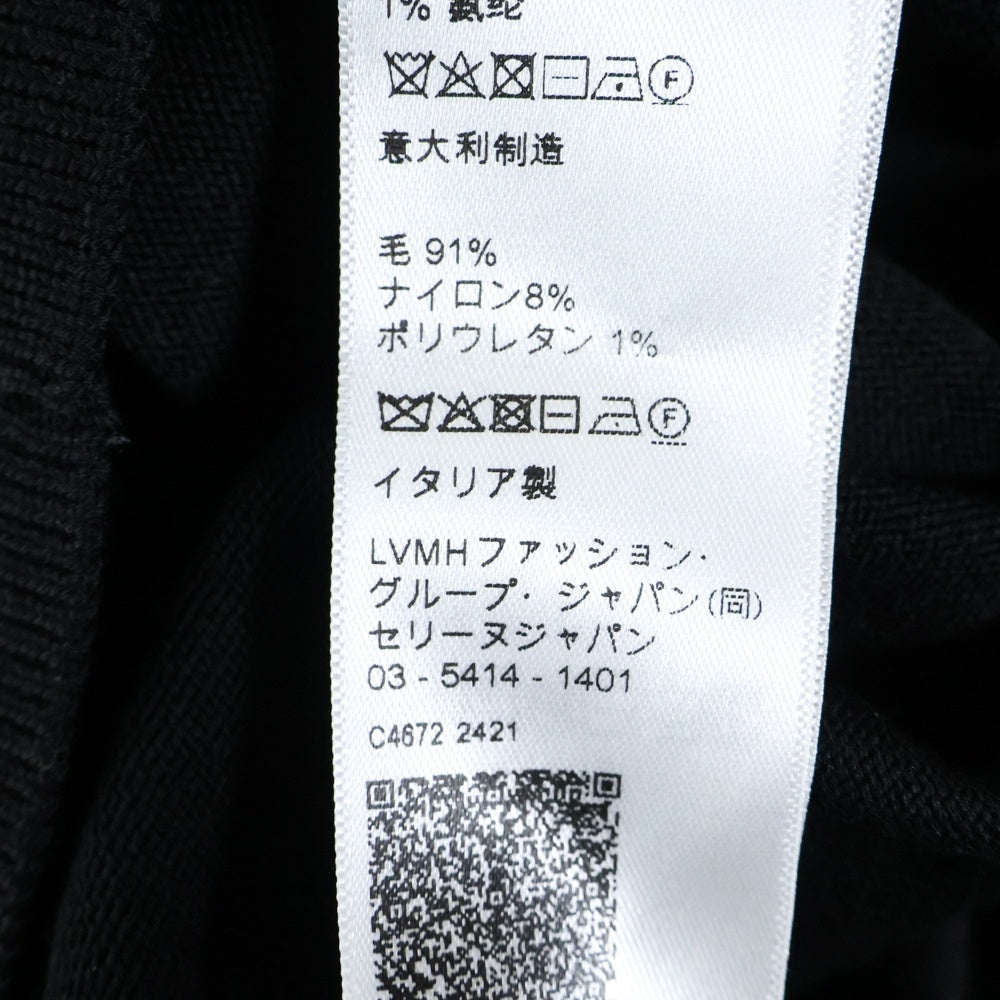 1% 氨纶
F
意大利制造
毛 91%
ナイロン8%
ポリウレタン 1%
F
イタリア製
LVMHファッション・
グループ・ ジャパン(同)
セリーヌジャパン
03 - 5414 - 1401
C4672 2421